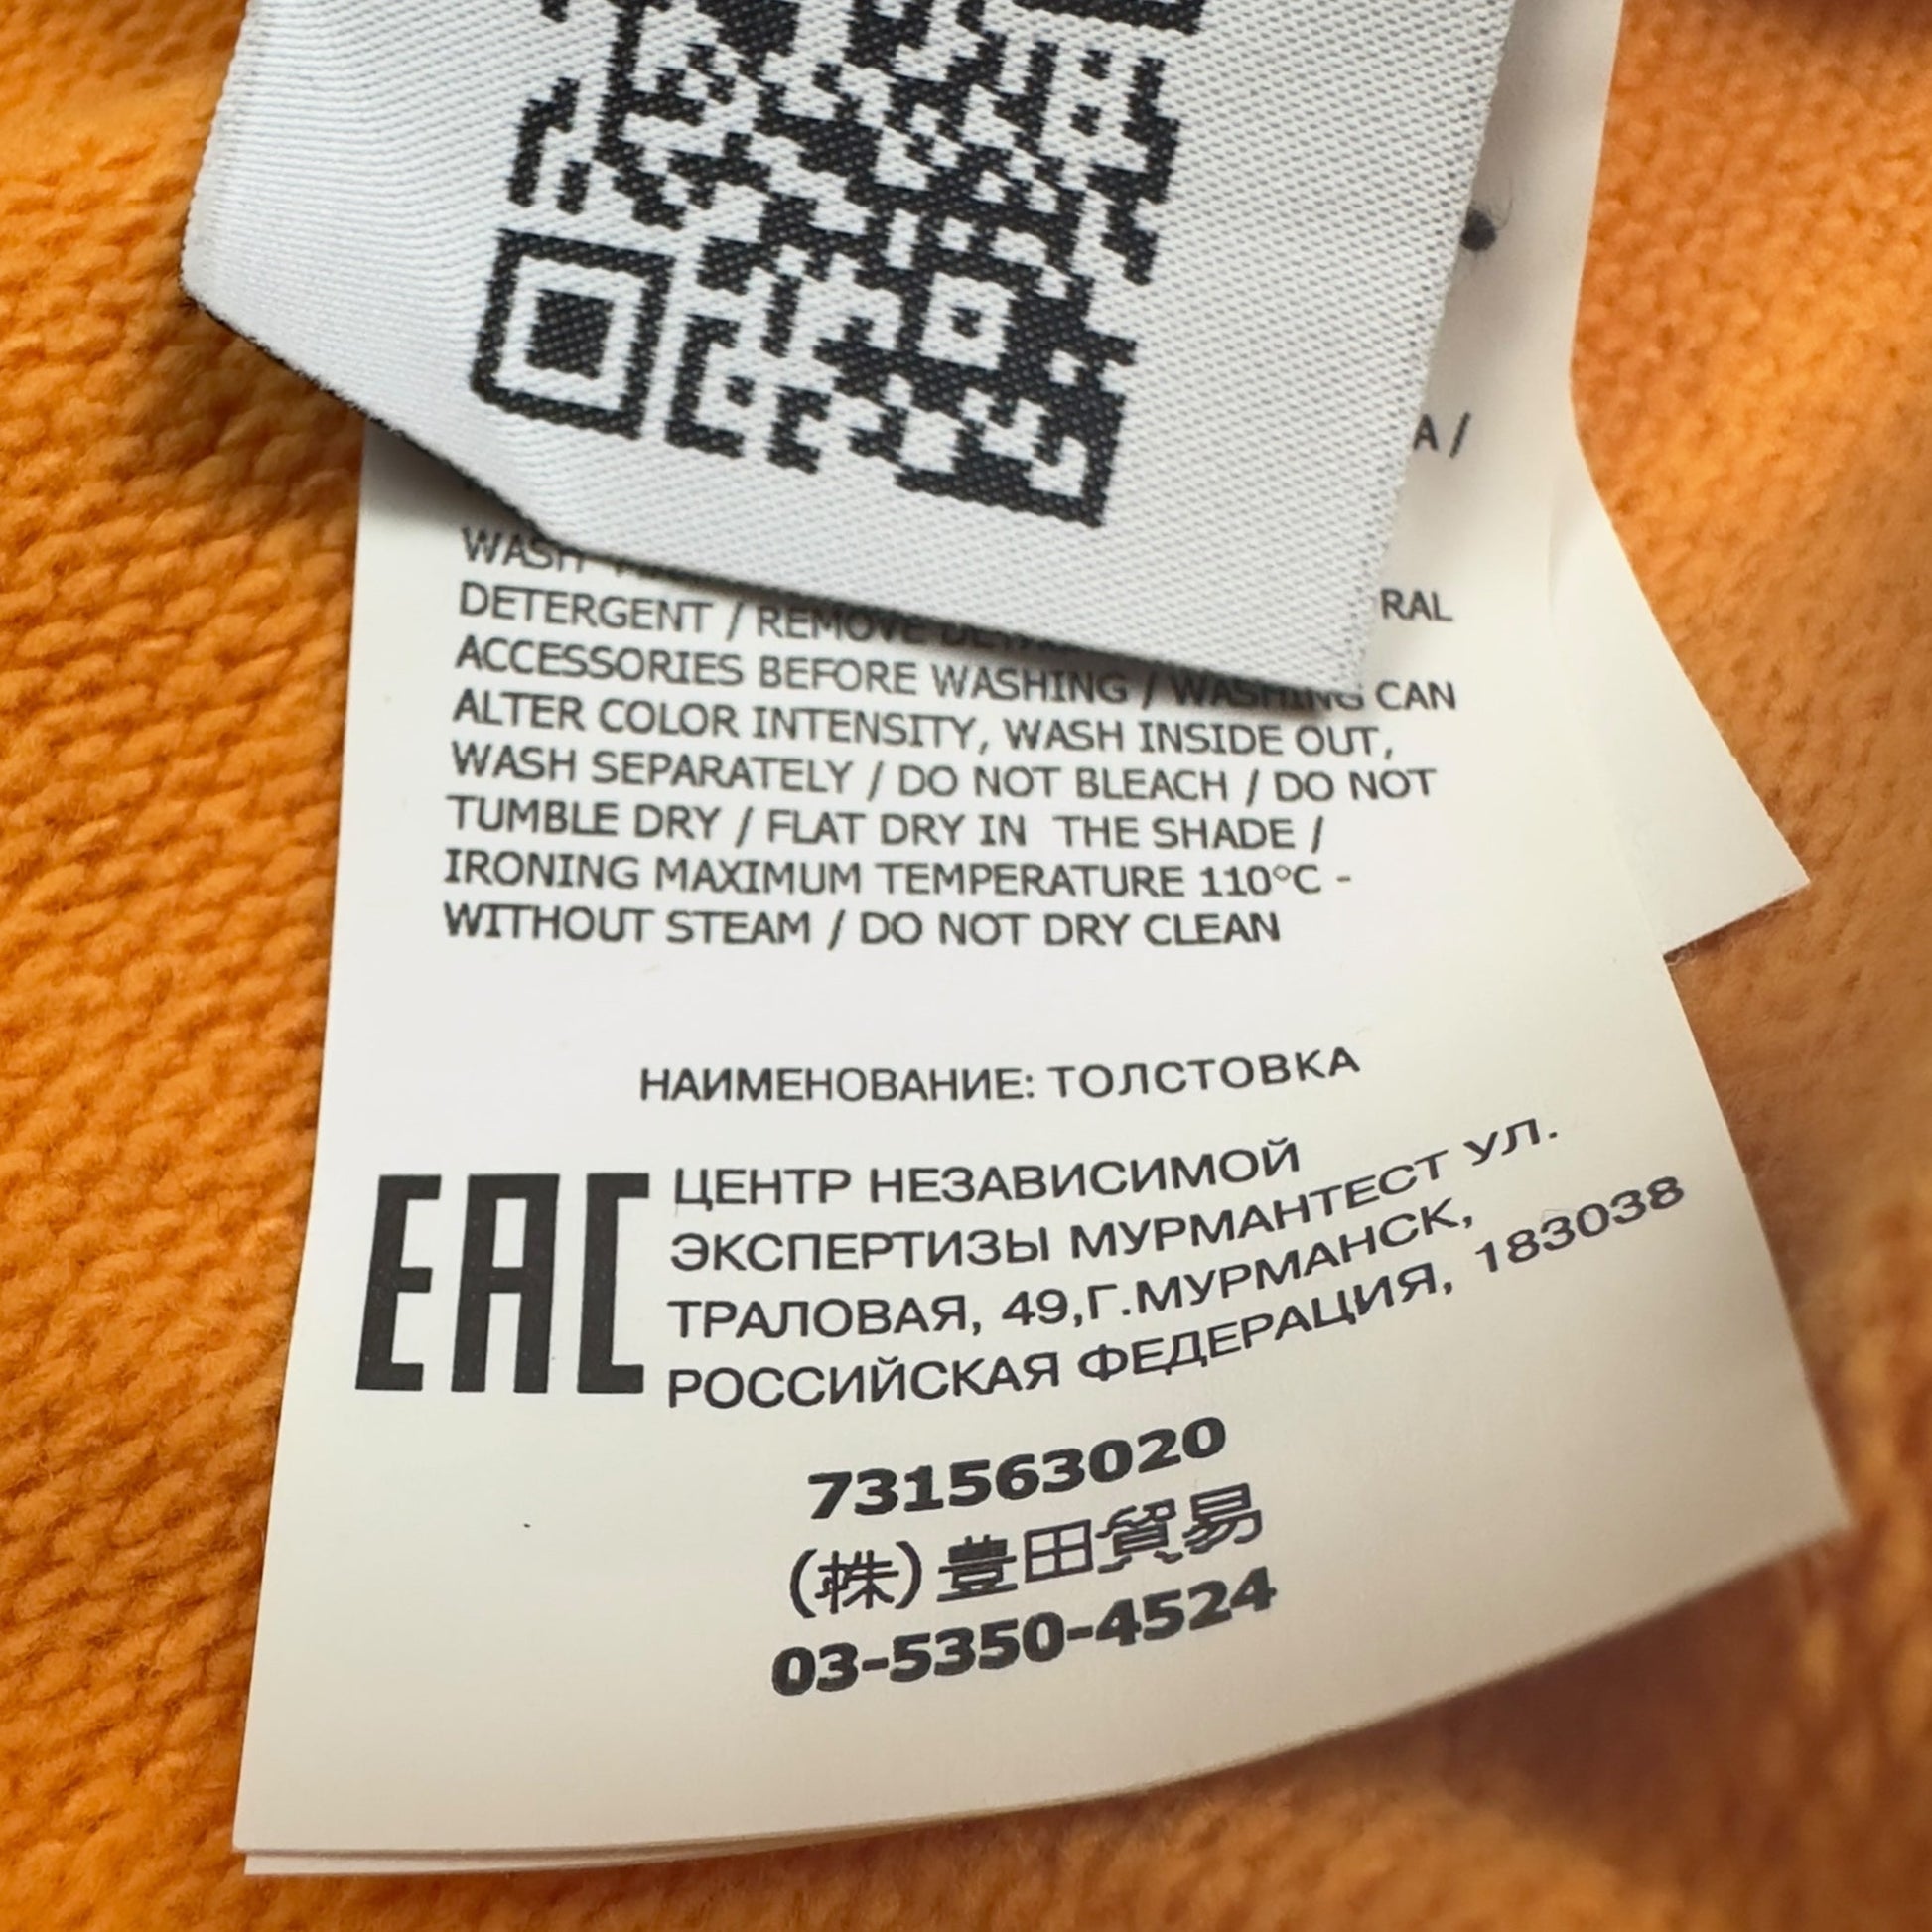 A /
WASH
RAL
DETERGENT / REMOVE
ACCESSORIES BEFORE WASHING / WASHING CAN
ALTER COLOR INTENSITY, WASH INSIDE OUT,
WASH SEPARATELY / DO NOT BLEACH / DO NOT
TUMBLE DRY / FLAT DRY IN THE SHADE /
IRONING MAXIMUM TEMPERATURE 110°C -
WITHOUT STEAM / DO NOT DRY CLEAN
НАИМЕНОВАНИЕ: ТОЛСТОВКА
EAC
ЦЕНТР НЕЗАВИСИМОЙ
ЭКСПЕРТИЗЫ МУРМАНТЕСТ УЛ.
ТРАЛОВАЯ, 49,Г.МУРМАНСК,
РОССИЙСКАЯ ФЕДЕРАЦИЯ, 183038
731563020
(株)豊田貿易
03-5350-4524